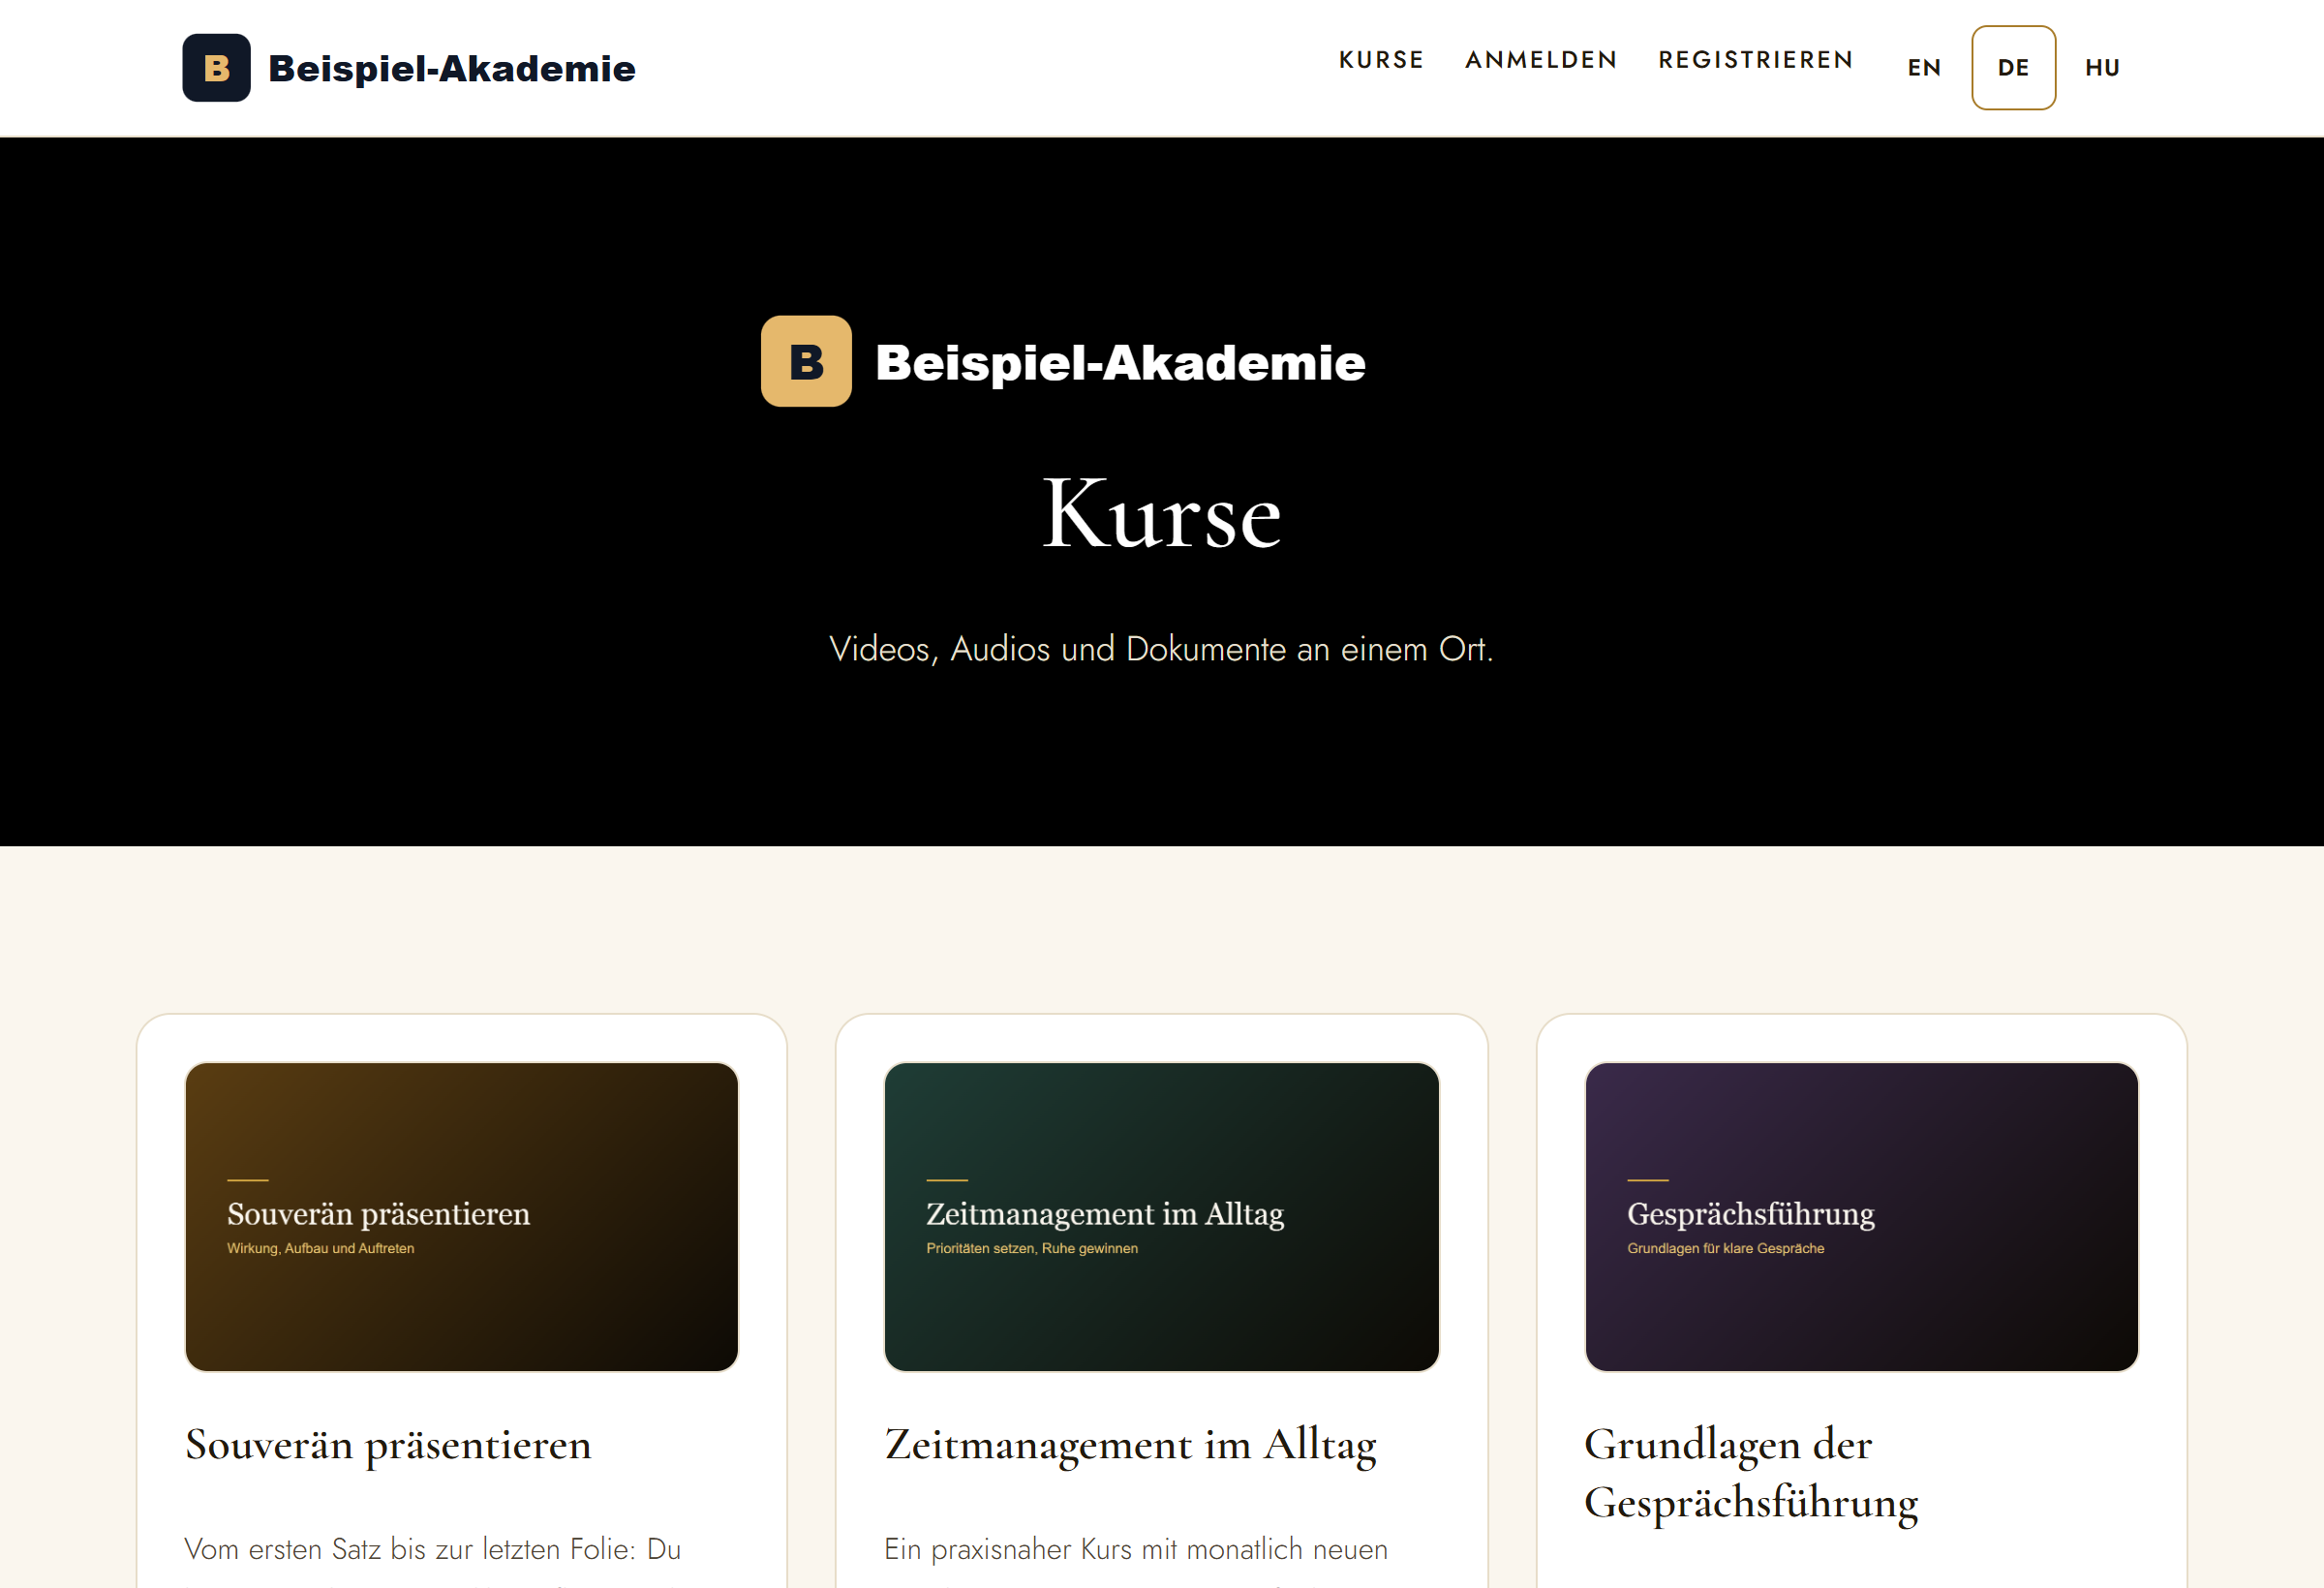 B Beispiel-Akademie
KURSE ANMELDEN REGISTRIEREN EN DE HU
B Beispiel-Akademie
Kurse
Videos, Audios und Dokumente an einem Ort.
Souverän präsentieren
Wirkung, Aufbau und Auftreten
Souverän präsentieren
Vom ersten Satz bis zur letzten Folie: Du
Zeitmanagement im Alltag
Prioritäten setzen, Ruhe gewinnen
Zeitmanagement im Alltag
Ein praxisnaher Kurs mit monatlich neuen
Gesprächsführung
Grundlagen für klare Gespräche
Grundlagen der
Gesprächsführung